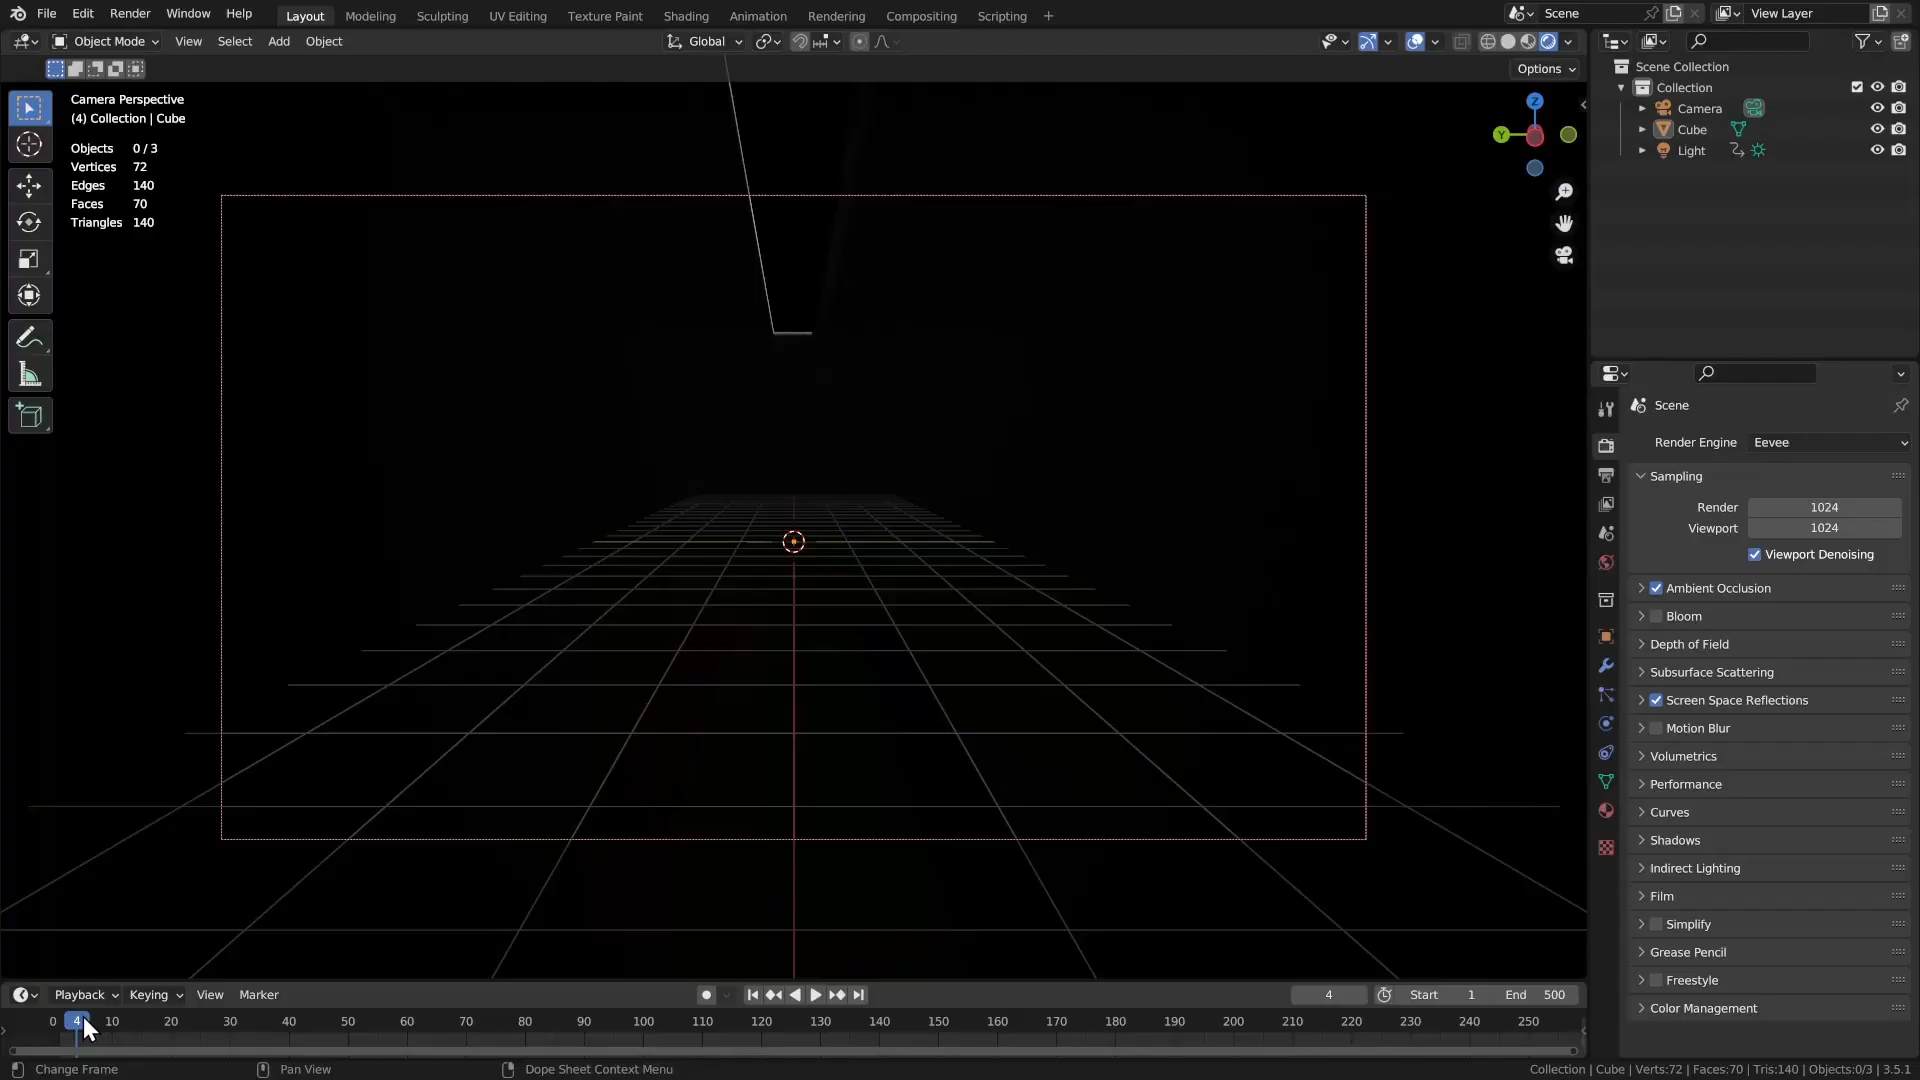 File Edit Render Window Help Layout Modeling Sculpting UV Editing Texture Paint Shading Animation Rendering Compositing Scripting + Scene View Layer
Object Mode View Select Add Object Global
Options
Camera Perspective
(4) Collection | Cube
Objects 0 / 3
Vertices 72
Edges 140
Faces 70
Triangles 140
Z
Y
Scene Collection
Collection
Camera
Cube
Light
Scene
Render Engine Eevee
Sampling
Render 1024
Viewport 1024
Viewport Denoising
Ambient Occlusion
Bloom
Depth of Field
Subsurface Scattering
Screen Space Reflections
Motion Blur
Volumetrics
Performance
Curves
Shadows
Indirect Lighting
Film
Simplify
Grease Pencil
Freestyle
Color Management
Playback Keying View Marker 4 Start 1 End 500
0 4 10 20 30 40 50 60 70 80 90 100 110 120 130 140 150 160 170 180 190 200 210 220 230 240 250
Change Frame Pan View Dope Sheet Context Menu Collection | Cube | Verts:72 | Faces:70 | Tris:140 | Objects:0/3 | 3.5.1